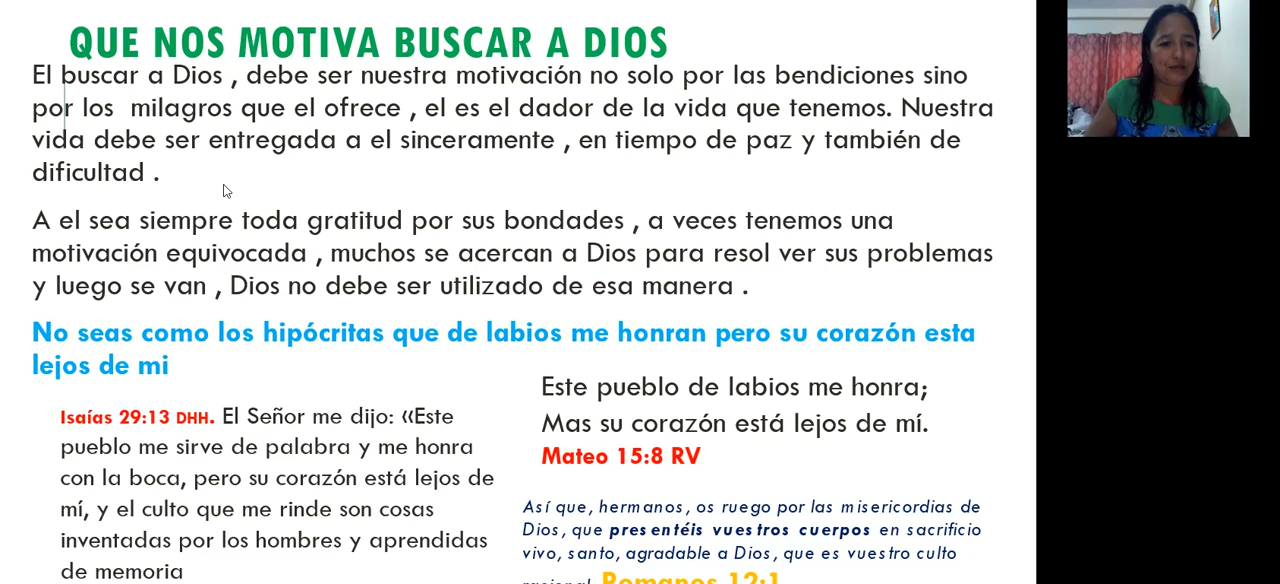 QUE NOS MOTIVA BUSCAR A DIOS
El buscar a Dios , debe ser nuestra motivación no solo por las bendiciones sino
por los milagros que el ofrece , el es el dador de la vida que tenemos. Nuestra
vida debe ser entregada a el sinceramente , en tiempo de paz y también de
dificultad .
A el sea siempre toda gratitud por sus bondades , a veces tenemos una
motivación equivocada , muchos se acercan a Dios para resol ver sus problemas
y luego se van , Dios no debe ser utilizado de esa manera .
No seas como los hipócritas que de labios me honran pero su corazón esta
lejos de mi
Isaías 29:13 DHH. El Señor me dijo: «Este
pueblo me sirve de palabra y me honra
con la boca, pero su corazón está lejos de
mí, y el culto que me rinde son cosas
inventadas por los hombres y aprendidas
de memoria
Este pueblo de labios me honra;
Mas su corazón está lejos de mí.
Mateo 15:8 RV
Así que, hermanos, os ruego por las misericordias de
Dios, que presentéis vuestros cuerpos en sacrificio
vivo, santo, agradable a Dios, que es vuestro culto
racional. Romanos 12:1